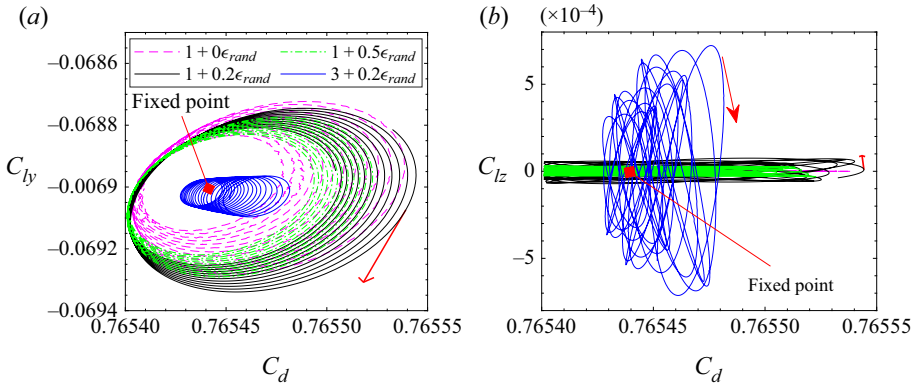 (a)
−0.0686
1 + 0ϵrand 1 + 0.5ϵrand
1 + 0.2ϵrand 3 + 0.2ϵrand
Fixed point
−0.0688
Cly
−0.0069
−0.0692
−0.0694
0.76540 0.76545 0.76550 0.76555
Cd
(b) (×10−4)
5
Clz
0
−5
Fixed point
0.76540 0.76545 0.76550 0.76555
Cd